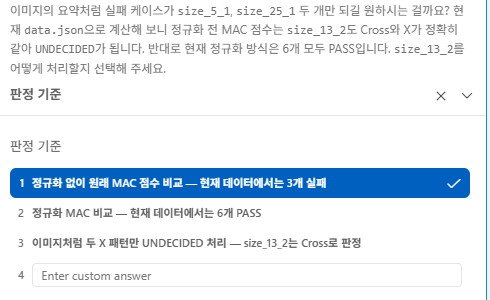 이미지의 요약처럼 실패 케이스가 size_5_1, size_25_1 두 개만 되길 원하시는 걸까요? 현
재 data.json으로 계산해 보니 정규화 전 MAC 점수는 size_13_2도 Cross와 X가 정확히
같아 UNDECIDED가 됩니다. 반대로 현재 정규화 방식은 6개 모두 PASS입니다. size_13_2를
어떻게 처리할지 선택해 주세요.
판정 기준
판정 기준
1 정규화 없이 원래 MAC 점수 비교 — 현재 데이터에서는 3개 실패
2 정규화 MAC 비교 — 현재 데이터에서는 6개 PASS
3 이미지처럼 두 X 패턴만 UNDECIDED 처리 — size_13_2는 Cross로 판정
4 Enter custom answer